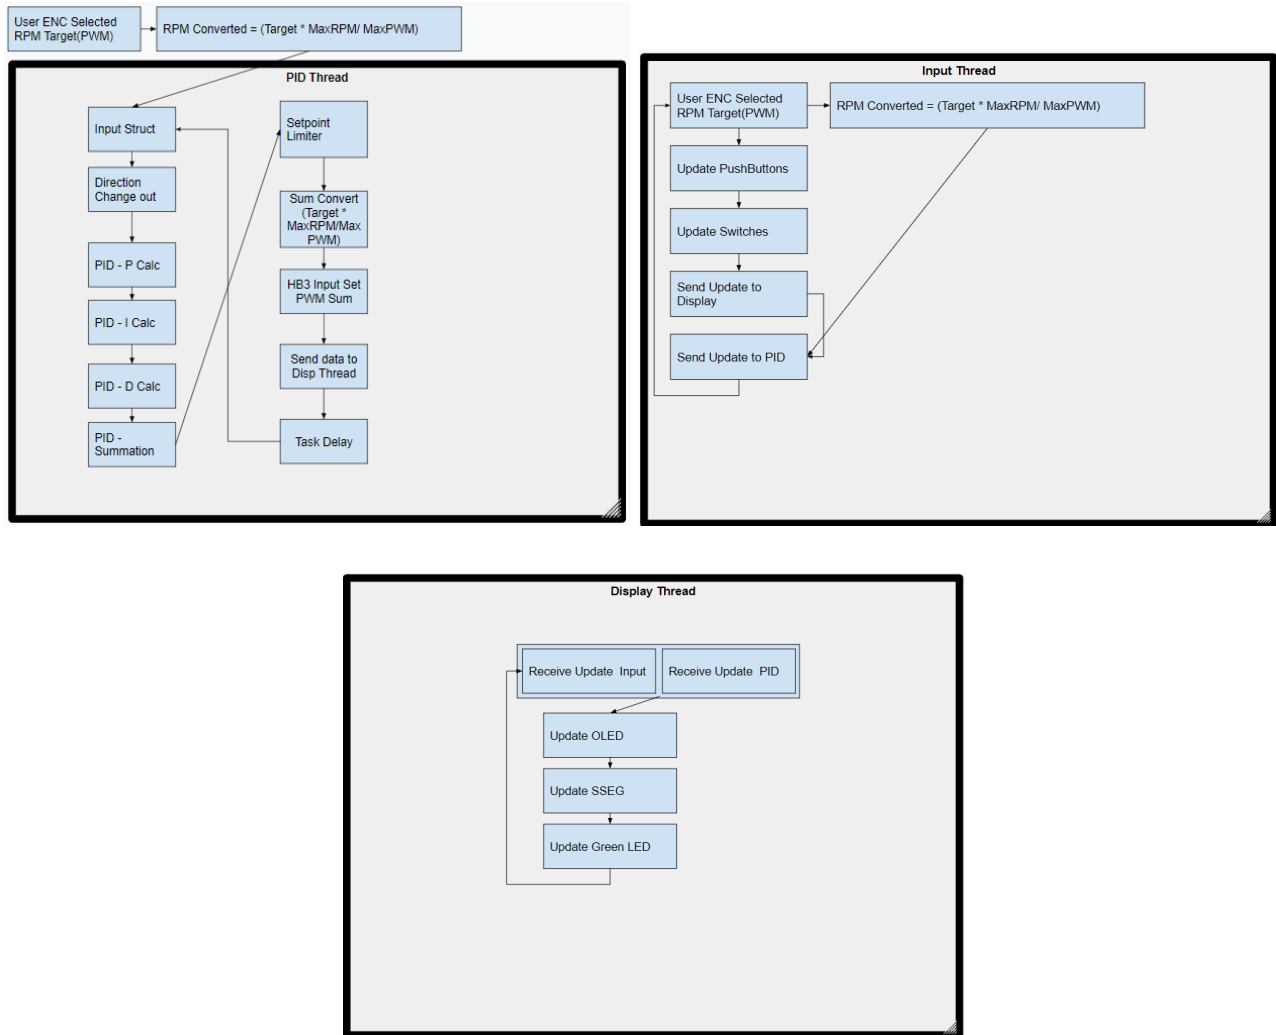 User ENC Selected
RPM Target(PWM)
RPM Converted = (Target * MaxRPM/ MaxPWM)
PID Thread
Input Struct
Direction
Change out
PID - P Calc
PID - I Calc
PID - D Calc
PID -
Summation
Setpoint
Limiter
Sum Convert
(Target *
MaxRPM/Max
PWM)
HB3 Input Set
PWM Sum
Send data to
Disp Thread
Task Delay
Input Thread
User ENC Selected
RPM Target(PWM)
RPM Converted = (Target * MaxRPM/ MaxPWM)
Update PushButtons
Update Switches
Send Update to
Display
Send Update to PID
Display Thread
Receive Update  Input
Receive Update  PID
Update OLED
Update SSEG
Update Green LED